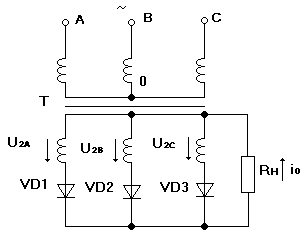 ~
A B C
0
T
U2A U2B U2C
VD1 VD2 VD3 RH i0